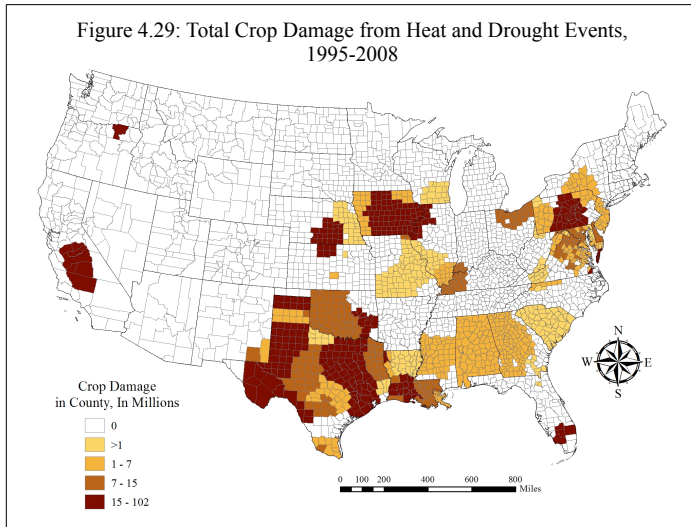 Figure 4.29: Total Crop Damage from Heat and Drought Events,
1995-2008
N
W E
S
Crop Damage
in County, In Millions
0
>1
1 - 7
7 - 15
15 - 102
0 100 200 400 600 800
Miles